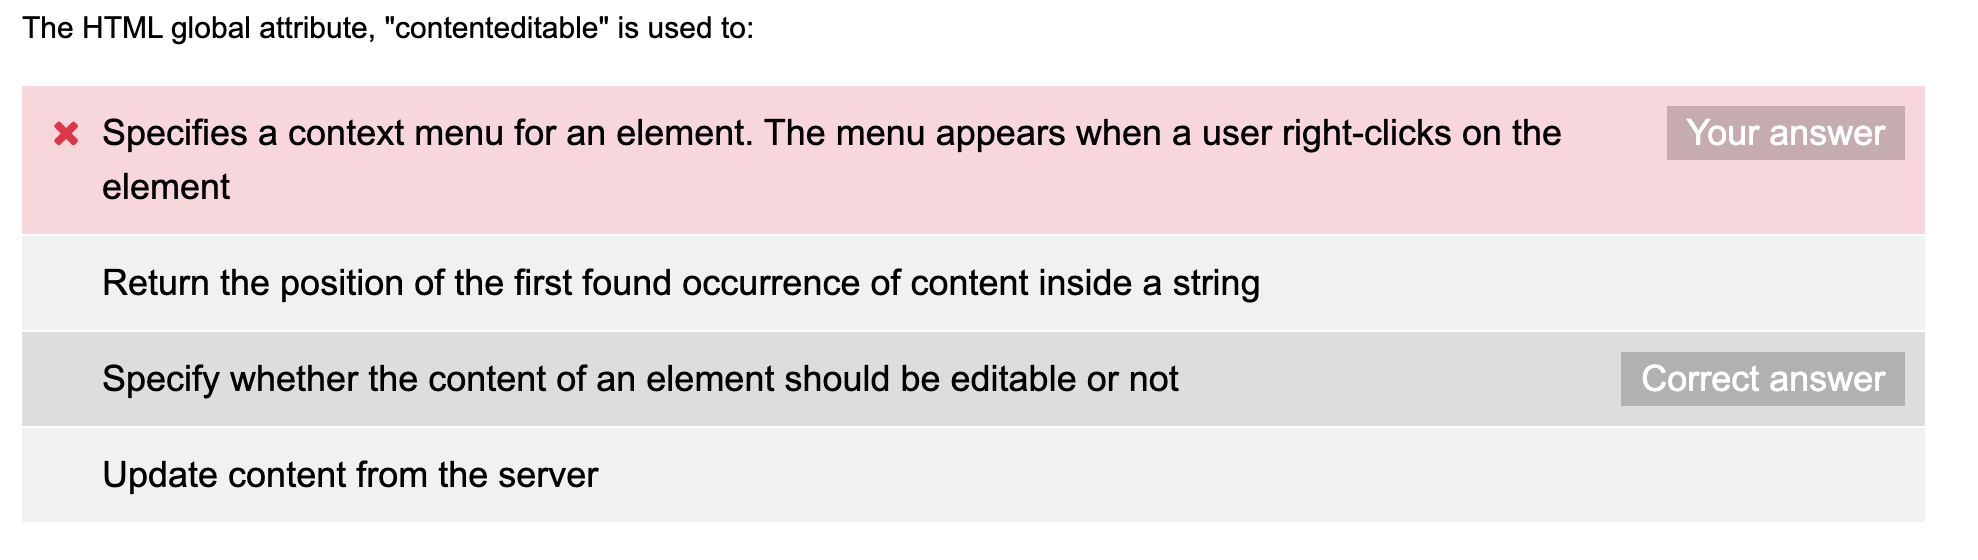 The HTML global attribute, "contenteditable" is used to:
Specifies a context menu for an element. The menu appears when a user right-clicks on the
element
Your answer
Return the position of the first found occurrence of content inside a string
Specify whether the content of an element should be editable or not
Correct answer
Update content from the server